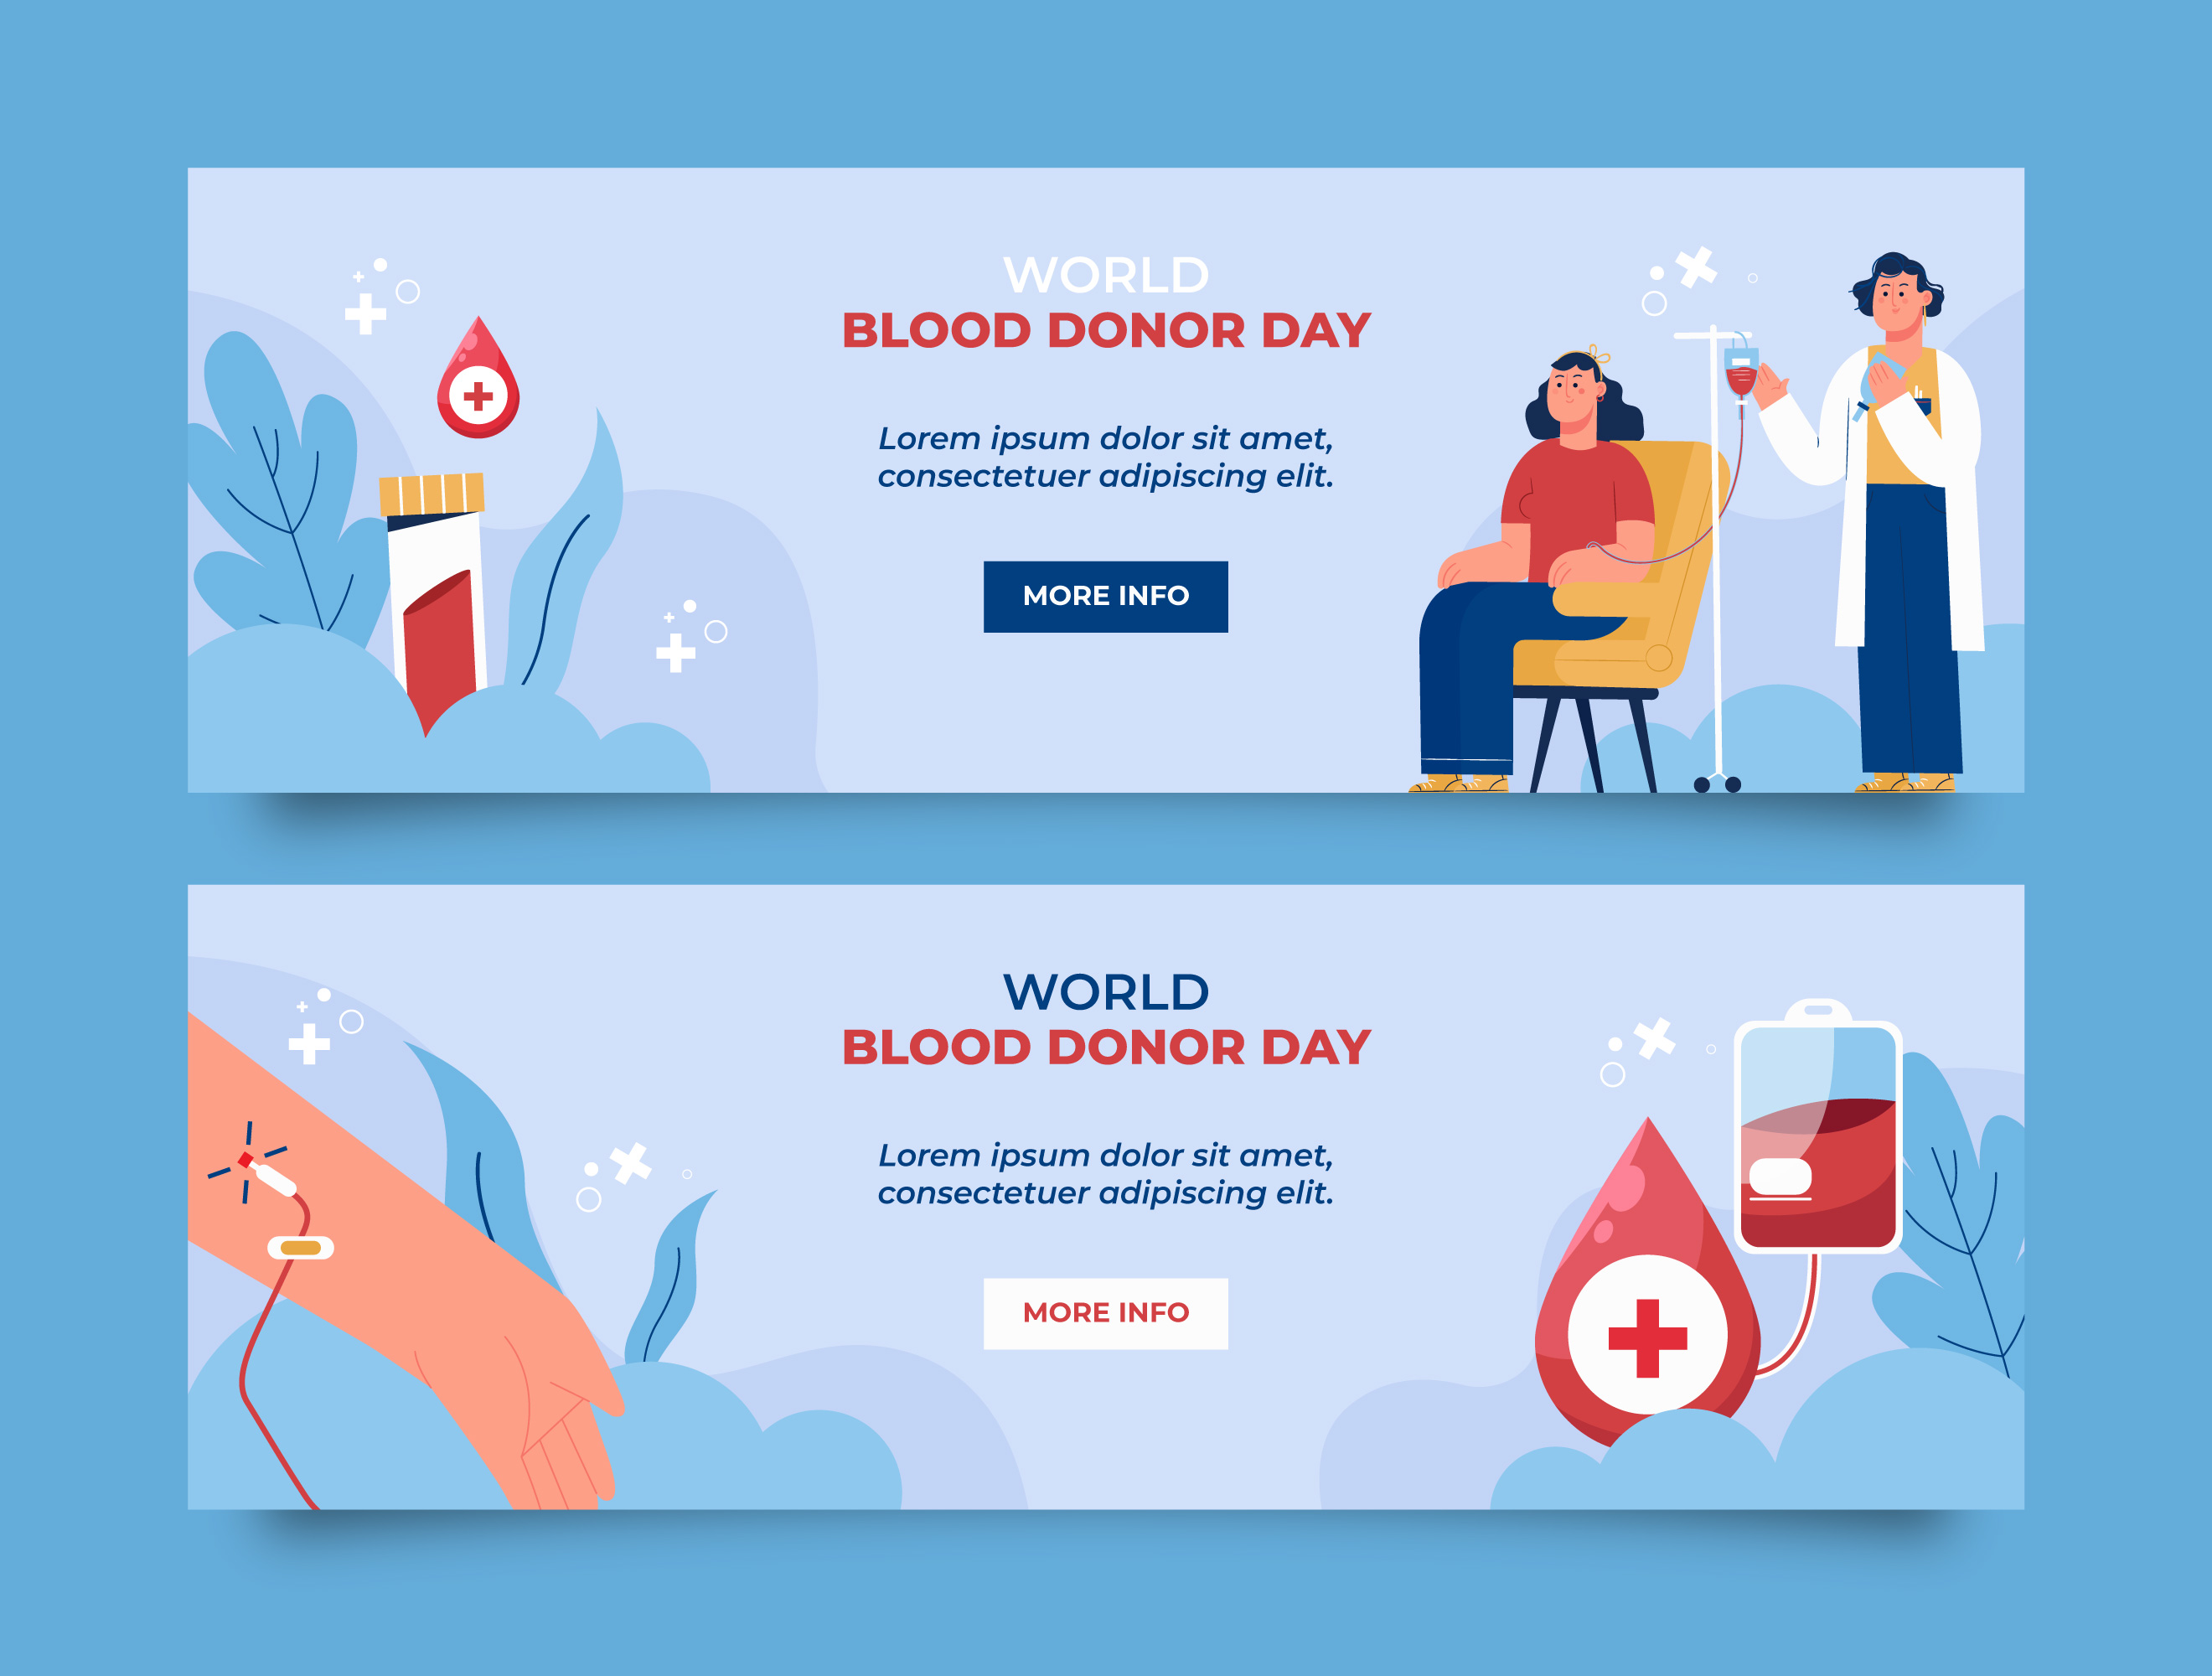 WORLD
BLOOD DONOR DAY
Lorem ipsum dolor sit amet,
consectetuer adipiscing elit.
MORE INFO
WORLD
BLOOD DONOR DAY
Lorem ipsum dolor sit amet,
consectetuer adipiscing elit.
MORE INFO